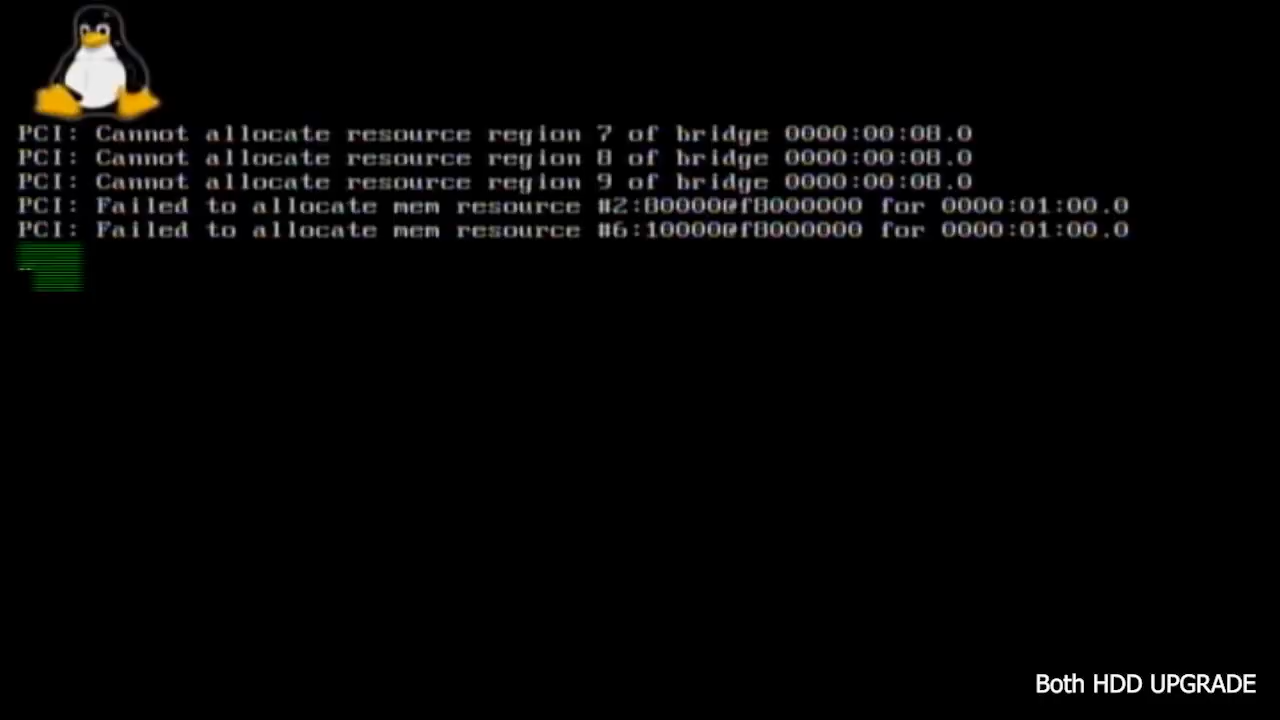 PCI: Cannot allocate resource region 7 of bridge 0000:00:08.0
PCI: Cannot allocate resource region 8 of bridge 0000:00:08.0
PCI: Cannot allocate resource region 9 of bridge 0000:00:08.0
PCI: Failed to allocate mem resource #2:80000@f8000000 for 0000:01:00.0
PCI: Failed to allocate mem resource #6:10000@f8000000 for 0000:01:00.0
Both HDD UPGRADE